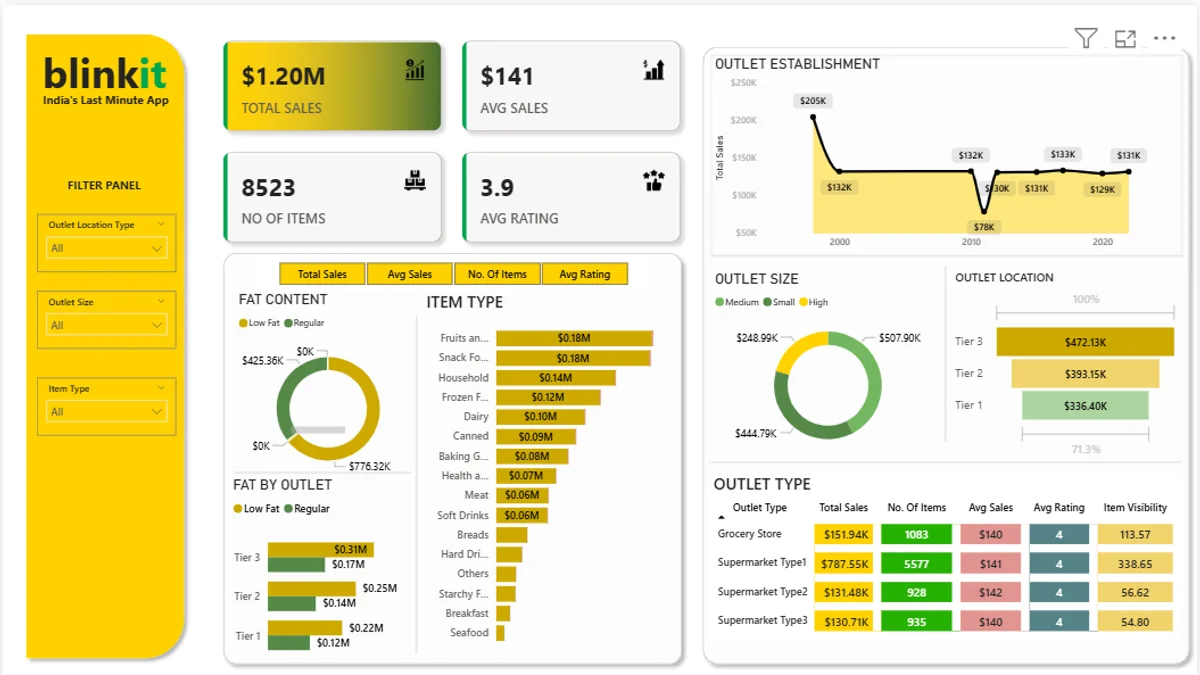 blinkit
India's Last Minute App
FILTER PANEL
Outlet Location Type
All
Outlet Size
All
Item Type
All
$1.20M
TOTAL SALES
$141
AVG SALES
8523
NO OF ITEMS
3.9
AVG RATING
Total Sales
Avg Sales
No. Of Items
Avg Rating
FAT CONTENT
Low Fat
Regular
$0K
$425.36K
$0K
$776.32K
FAT BY OUTLET
Low Fat
Regular
Tier 3
$0.31M
$0.17M
Tier 2
$0.25M
$0.14M
Tier 1
$0.22M
$0.12M
ITEM TYPE
Fruits an...
$0.18M
Snack Fo...
$0.18M
Household
$0.14M
Frozen F...
$0.12M
Dairy
$0.10M
Canned
$0.09M
Baking G...
$0.08M
Health a...
$0.07M
Meat
$0.06M
Soft Drinks
$0.06M
Breads
Hard Dri...
Others
Starchy F...
Breakfast
Seafood
OUTLET ESTABLISHMENT
Total Sales
$250K
$200K
$150K
$100K
$50K
$205K
$132K
$132K
$78K
$131K
$133K
$129K
$131K
2000
2010
2020
OUTLET SIZE
Medium
Small
High
$248.99K
$507.90K
$444.79K
OUTLET LOCATION
100%
Tier 3
$472.13K
Tier 2
$393.15K
Tier 1
$336.40K
71.3%
OUTLET TYPE
Outlet Type Total Sales No. Of Items Avg Sales Avg Rating Item Visibility
Grocery Store $151.94K 1083 $140 4 113.57
Supermarket Type1 $787.55K 5577 $141 4 338.65
Supermarket Type2 $131.48K 928 $142 4 56.62
Supermarket Type3 $130.71K 935 $140 4 54.80